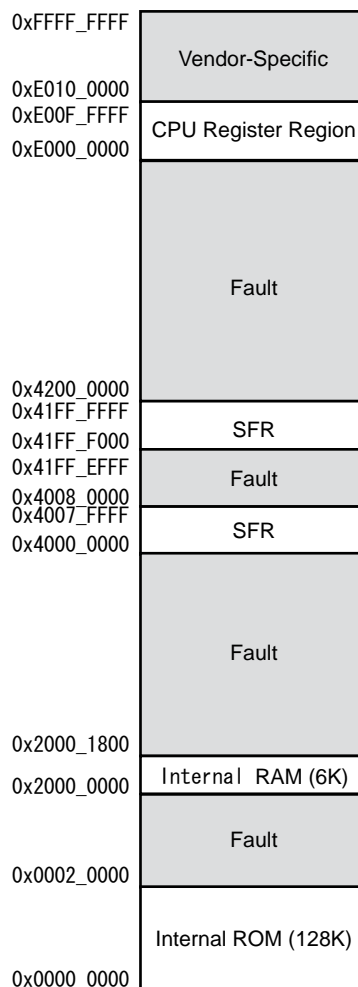 0xFFFF_FFFF
Vendor-Specific
0xE010_0000
0xE00F_FFFF
CPU Register Region
0xE000_0000
Fault
0x4200_0000
0x41FF_FFFF
SFR
0x41FF_F000
0x41FF_EFFF
Fault
0x4008_0000
0x4007_FFFF
SFR
0x4000_0000
Fault
0x2000_1800
Internal RAM (6K)
0x2000_0000
Fault
0x0002_0000
Internal ROM (128K)
0x0000_0000